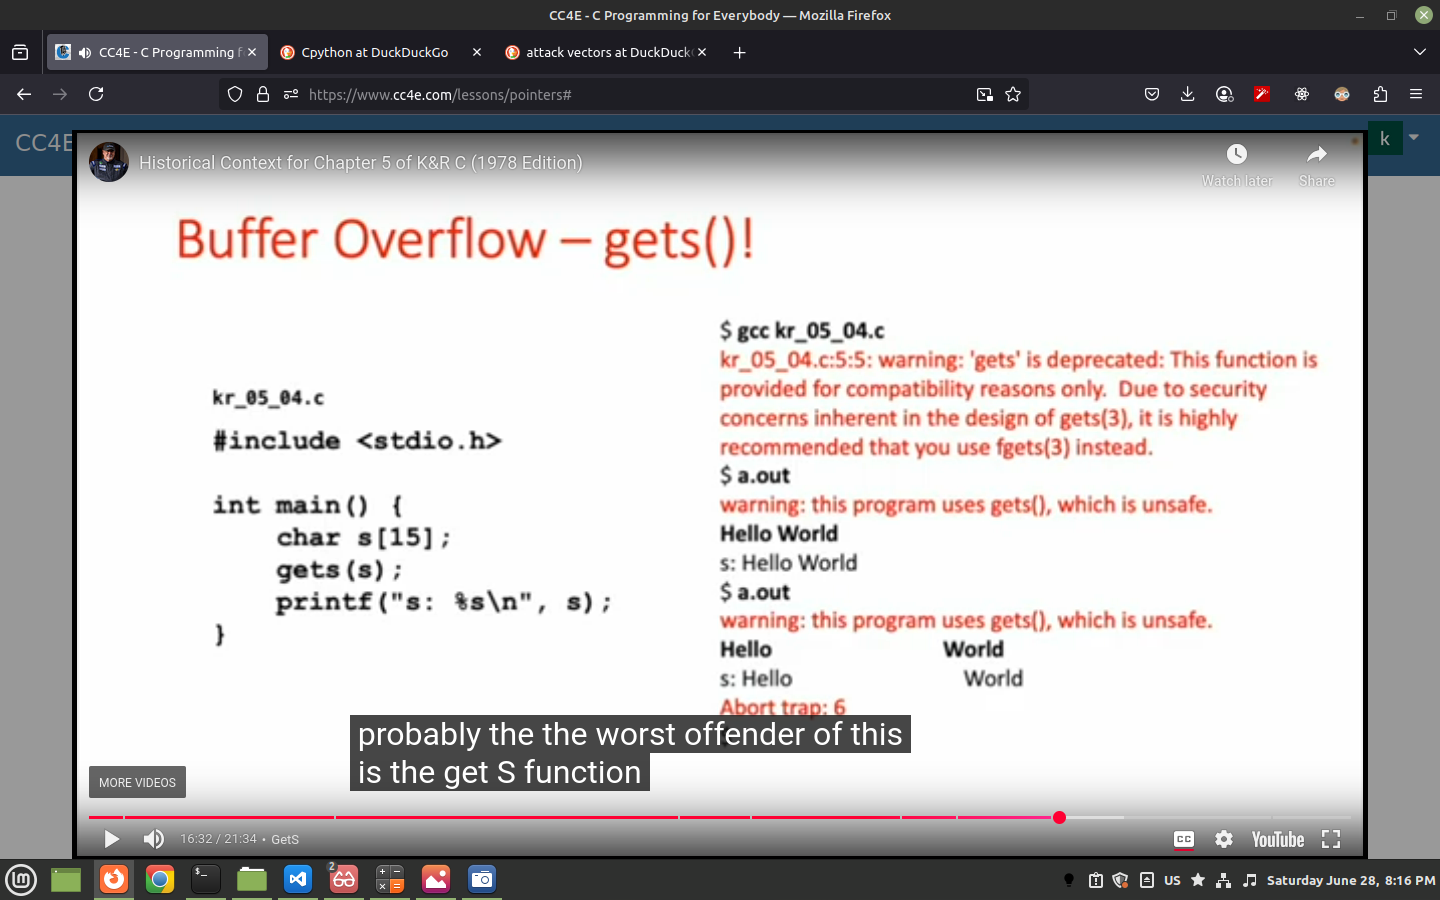 CC4E - C Programming for Everybody — Mozilla Firefox
CC4E - C Programming f
Cpython at DuckDuckGo
attack vectors at DuckDuck
https://www.cc4e.com/lessons/pointers#
CC4E
k
Historical Context for Chapter 5 of K&R C (1978 Edition)
Watch later
Share
Buffer Overflow – gets()!
kr_05_04.c
#include <stdio.h>
int main() {
    char s[15];
    gets(s);
    printf("s: %s\n", s);
}
$ gcc kr_05_04.c
kr_05_04.c:5:5: warning: 'gets' is deprecated: This function is
provided for compatibility reasons only.  Due to security
concerns inherent in the design of gets(3), it is highly
recommended that you use fgets(3) instead.
$ a.out
warning: this program uses gets(), which is unsafe.
Hello World
s: Hello World
$ a.out
warning: this program uses gets(), which is unsafe.
Hello                         World
s: Hello                         World
Abort trap: 6
probably the the worst offender of this
is the get S function
MORE VIDEOS
16:32 / 21:34 • GetS
CC
YouTube
2
US
Saturday June 28, 8:16 PM